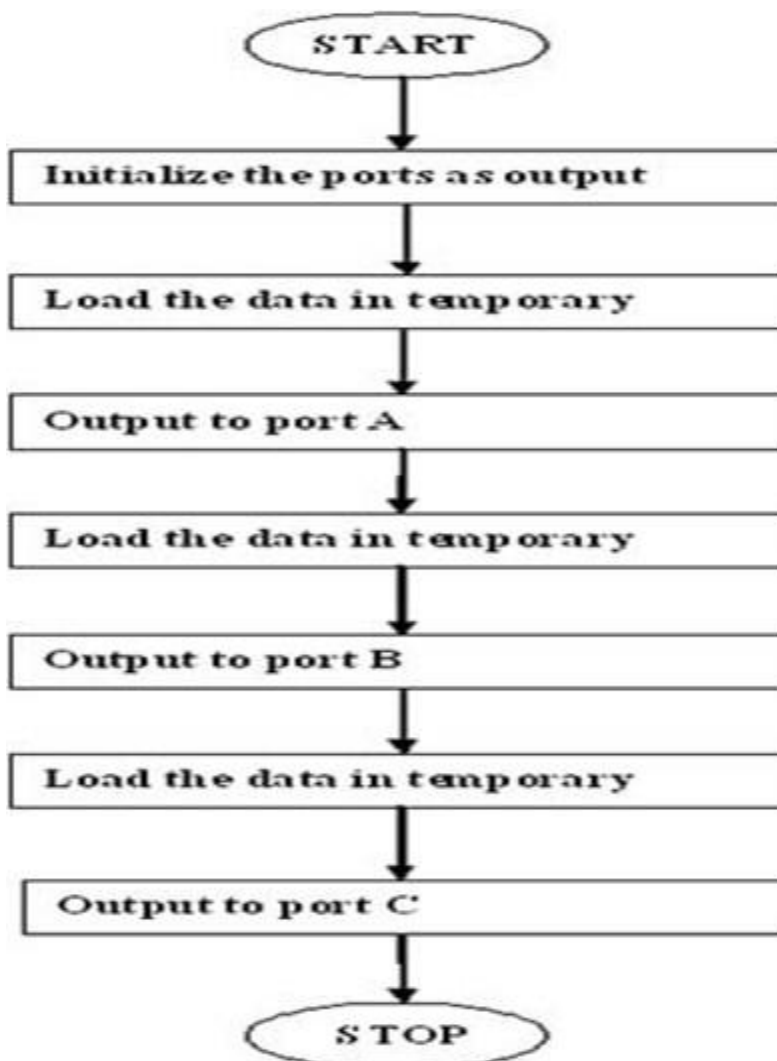 START
Initialize the ports as output
Load the data in temporary
Output to port A
Load the data in temporary
Output to port B
Load the data in temporary
Output to port C
STOP